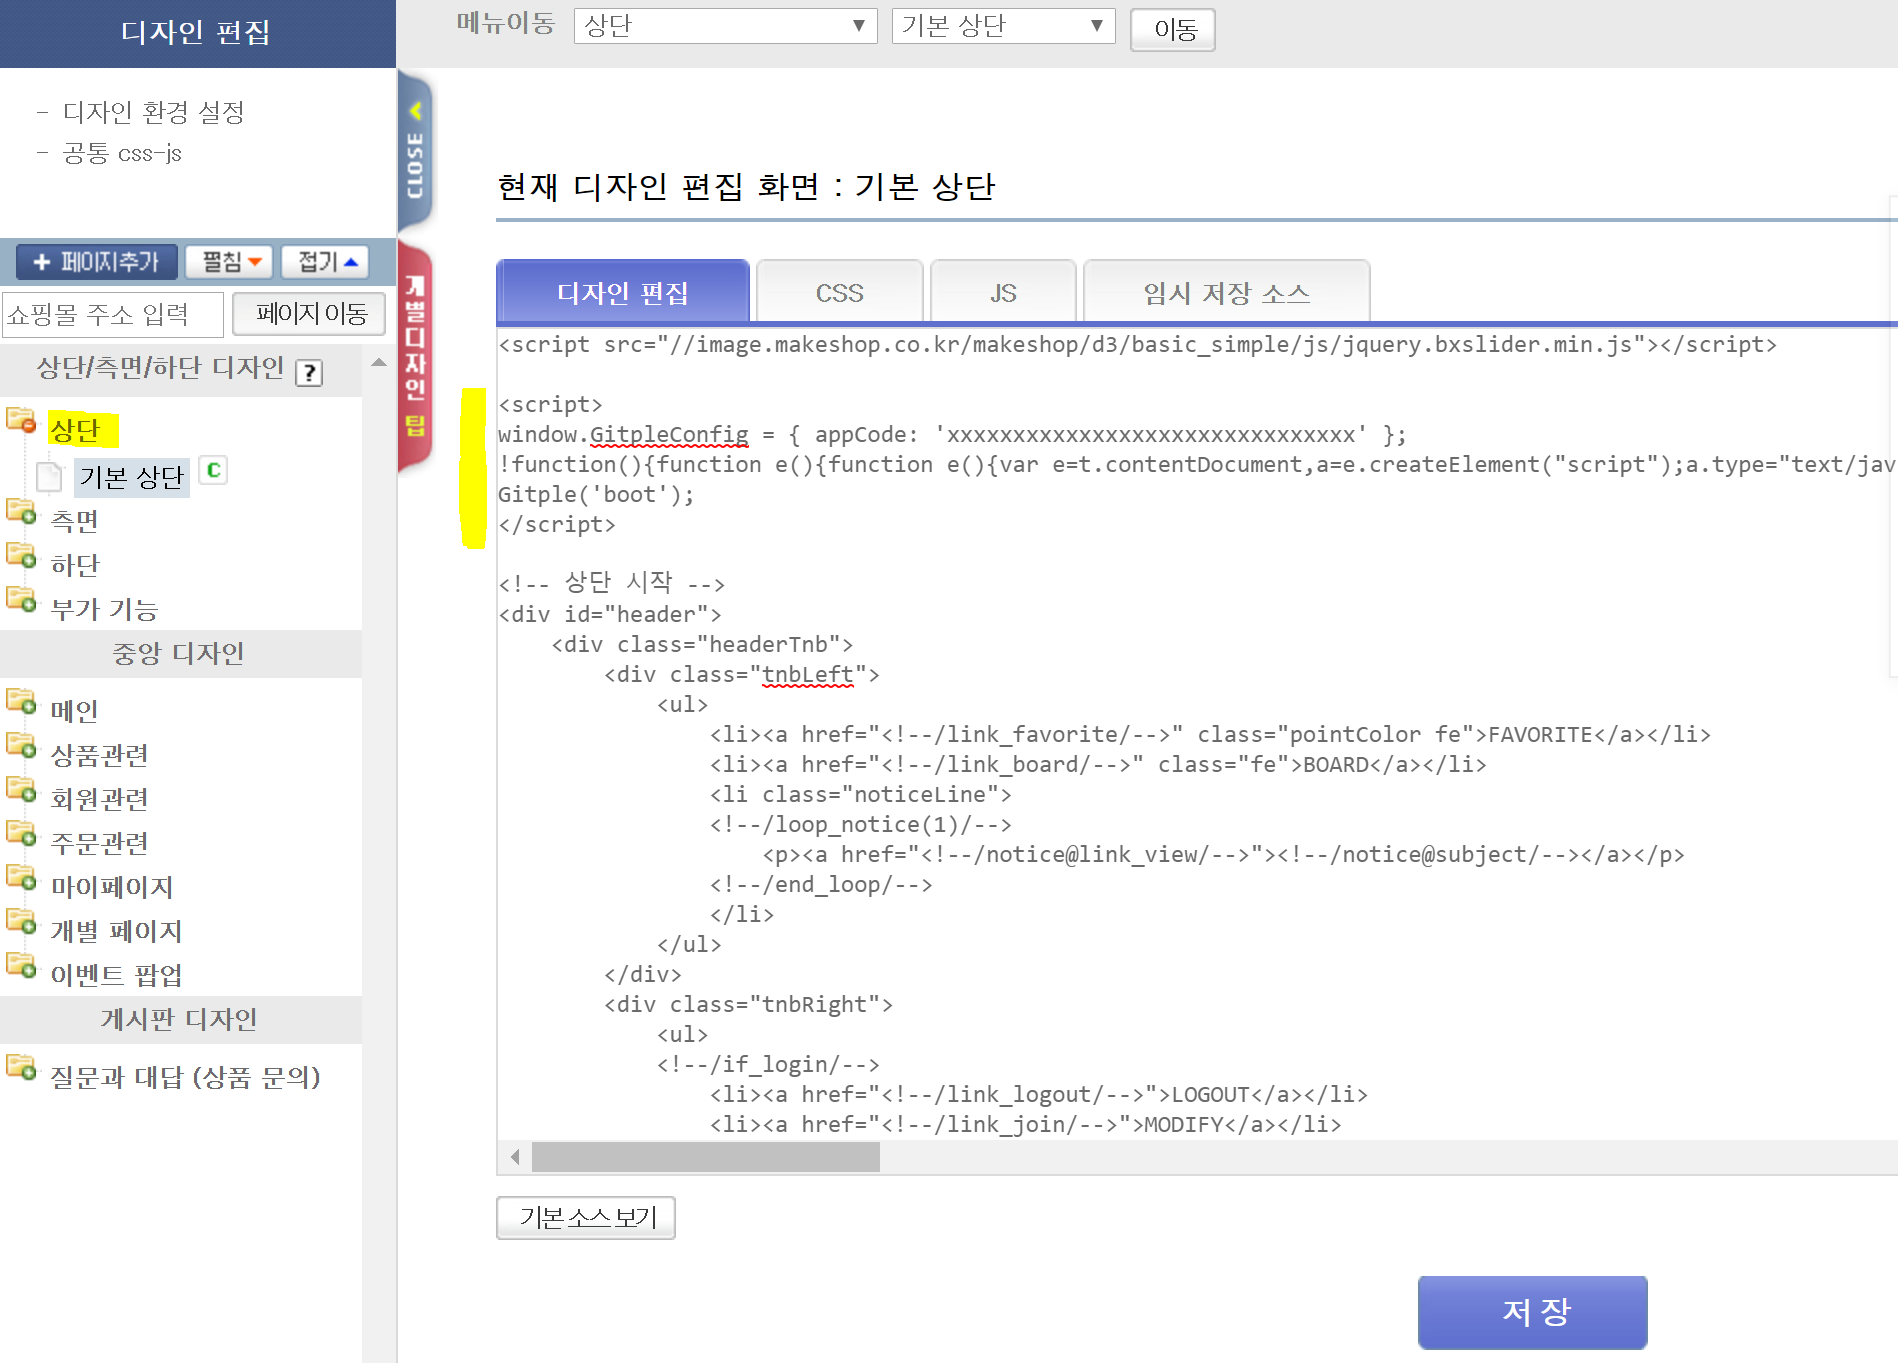 디자인 편집
메뉴이동 상단 ▼ 기본 상단 ▼ 이동
- 디자인 환경 설정
- 공통 css-js
CLOSE
개별디자인 팁
+ 페이지추가 펼침 접기
쇼핑몰 주소 입력 페이지 이동
상단/측면/하단 디자인 ?
상단
기본 상단 C
측면
하단
부가 기능
중앙 디자인
메인
상품관련
회원관련
주문관련
마이페이지
개별 페이지
이벤트 팝업
게시판 디자인
질문과 대답 (상품 문의)
현재 디자인 편집 화면 : 기본 상단
디자인 편집 CSS JS 임시 저장 소스
<script src="//image.makeshop.co.kr/makeshop/d3/basic_simple/js/jquery.bxslider.min.js"></script>
<script>
window.GitpleConfig = { appCode: 'xxxxxxxxxxxxxxxxxxxxxxxxxxxxxxx' };
!function(){function e(){function e(){var e=t.contentDocument,a=e.createElement("script");a.type="text/jav
Gitple('boot');
</script>
<!-- 상단 시작 -->
<div id="header">
<div class="headerTnb">
<div class="tnbLeft">
<ul>
<li><a href="<!--/link_favorite/-->" class="pointColor fe">FAVORITE</a></li>
<li><a href="<!--/link_board/-->" class="fe">BOARD</a></li>
<li class="noticeLine">
<!--/loop_notice(1)/-->
<p><a href="<!--/notice@link_view/-->"><!--/notice@subject/--></a></p>
<!--/end_loop/-->
</li>
</ul>
</div>
<div class="tnbRight">
<ul>
<!--/if_login/-->
<li><a href="<!--/link_logout/-->">LOGOUT</a></li>
<li><a href="<!--/link_join/-->">MODIFY</a></li>
기본 소스 보기
저 장